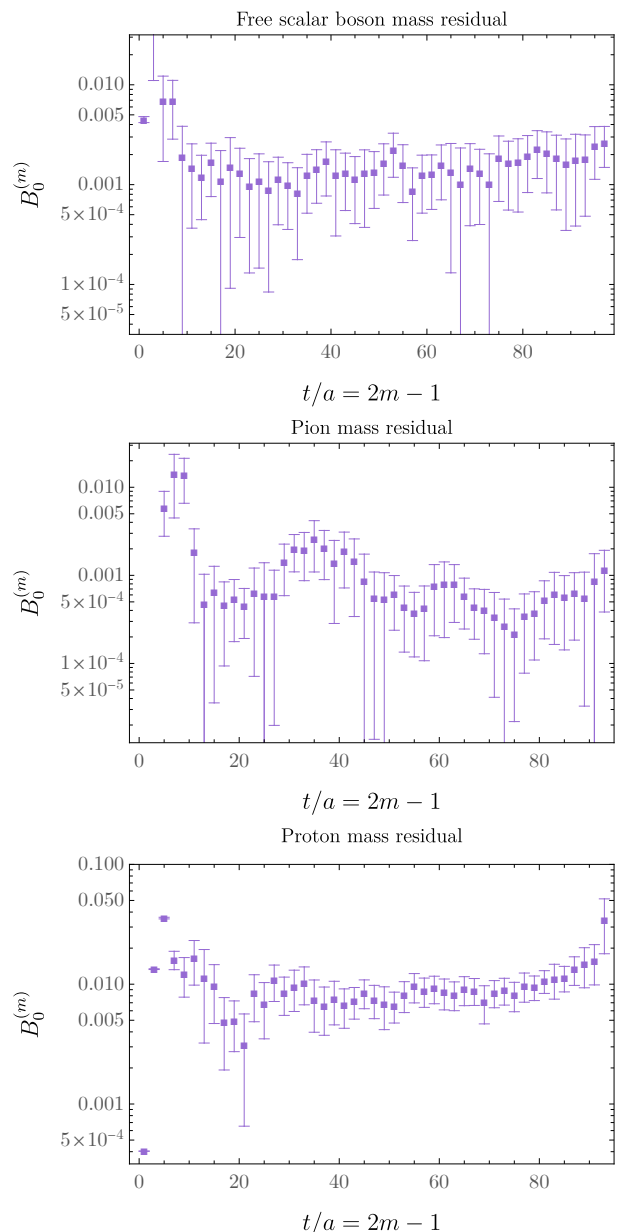 Free scalar boson mass residual
0.010
0.005
0.001
5×10⁻⁴
1×10⁻⁴
5×10⁻⁵
B₀⁽ᵐ⁾
0 20 40 60 80
t/a = 2m − 1
Pion mass residual
0.010
0.005
0.001
5×10⁻⁴
1×10⁻⁴
5×10⁻⁵
B₀⁽ᵐ⁾
0 20 40 60 80
t/a = 2m − 1
Proton mass residual
0.100
0.050
0.010
0.005
0.001
5×10⁻⁴
B₀⁽ᵐ⁾
0 20 40 60 80
t/a = 2m − 1